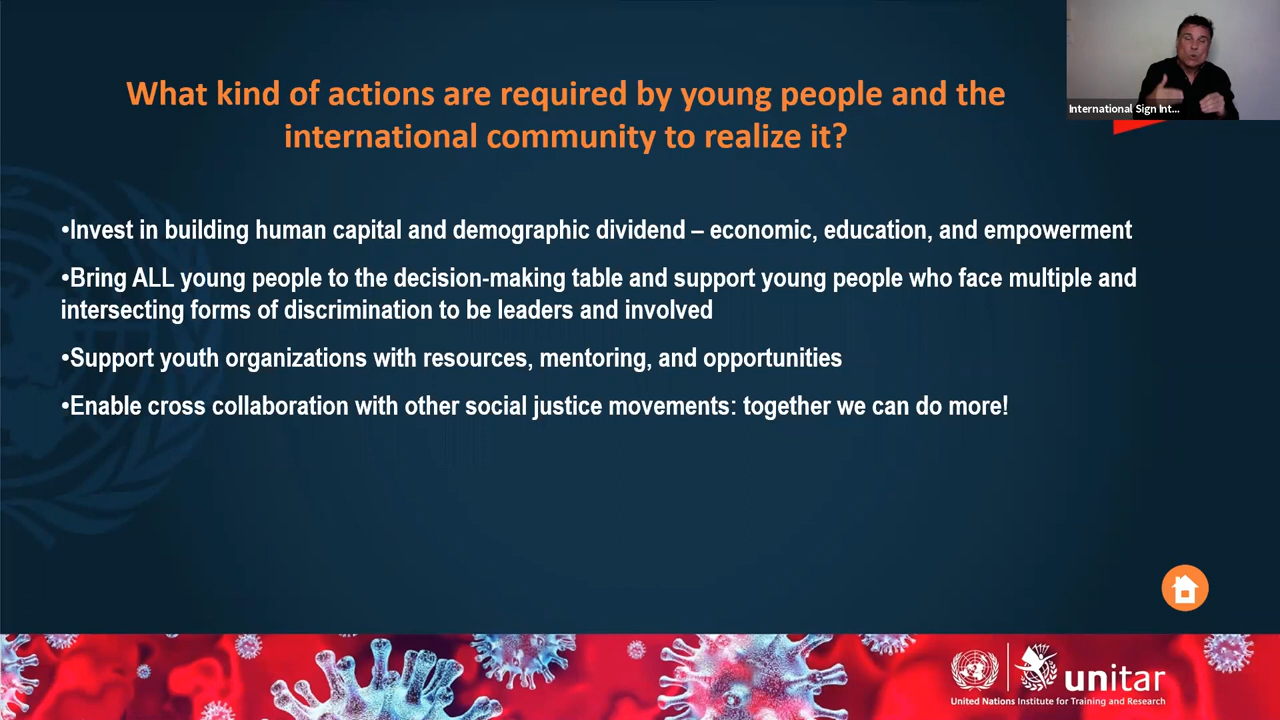 What kind of actions are required by young people and the
international community to realize it?
International Sign Int...
•Invest in building human capital and demographic dividend – economic, education, and empowerment
•Bring ALL young people to the decision-making table and support young people who face multiple and
intersecting forms of discrimination to be leaders and involved
•Support youth organizations with resources, mentoring, and opportunities
•Enable cross collaboration with other social justice movements: together we can do more!
unitar
United Nations Institute for Training and Research